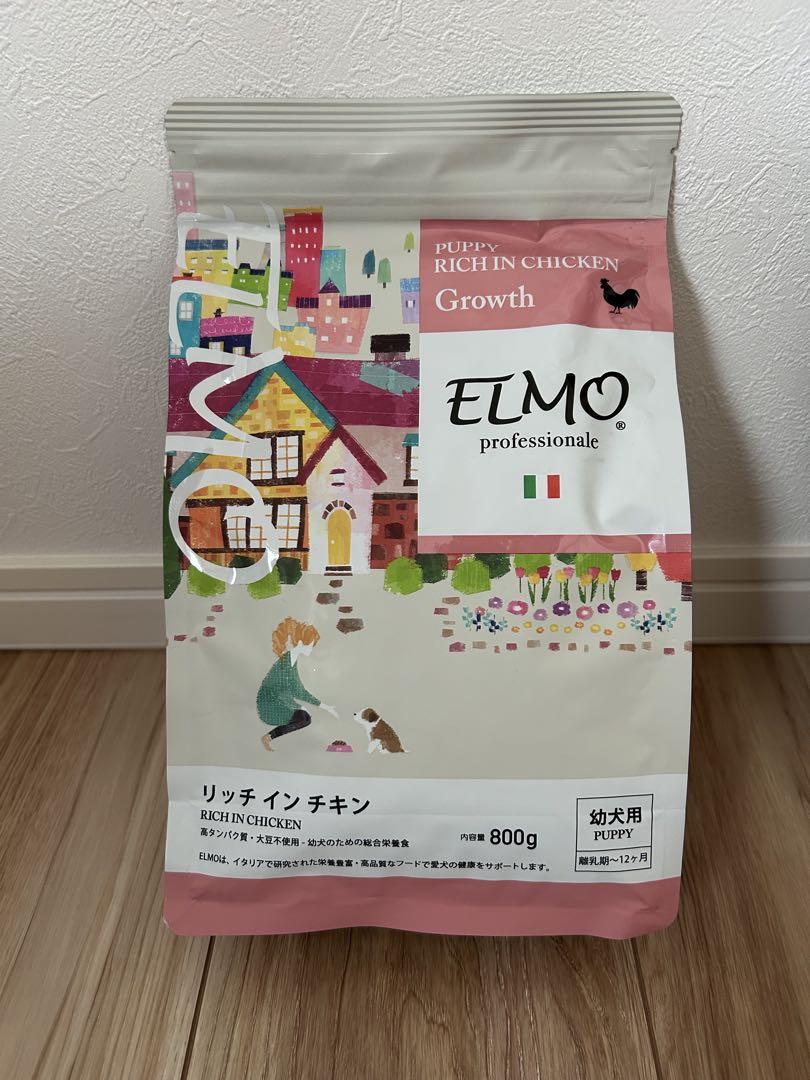 ELMO
PUPPY
RICH IN CHICKEN
Growth
ELMO®
professionale
リッチ イン チキン
RICH IN CHICKEN
高タンパク質・大豆不使用 - 幼犬のための総合栄養食
内容量 800g
ELMOは、イタリアで研究された栄養豊富・高品質なフードで愛犬の健康をサポートします。
幼犬用
PUPPY
離乳期〜12ヶ月